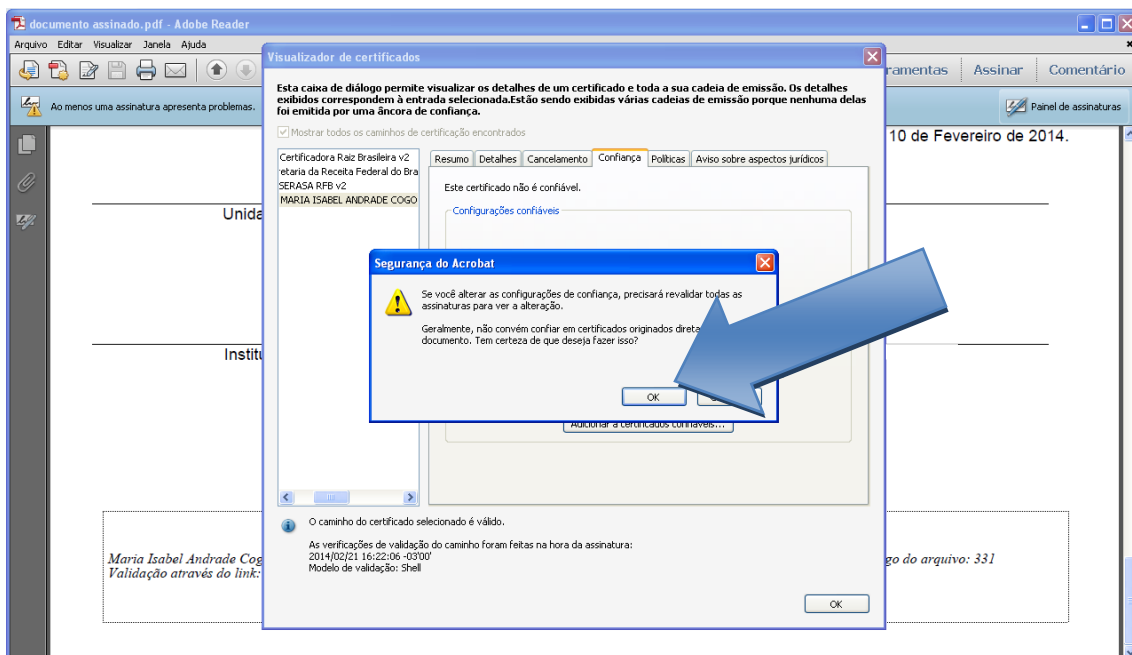 documento assinado.pdf - Adobe Reader
Arquivo Editar Visualizar Janela Ajuda
Assinar Comentário
Ao menos uma assinatura apresenta problemas.
Painel de assinaturas
10 de Fevereiro de 2014.
Visualizador de certificados
Esta caixa de diálogo permite visualizar os detalhes de um certificado e toda a sua cadeia de emissão. Os detalhes
exibidos correspondem à entrada selecionada.Estão sendo exibidas várias cadeias de emissão porque nenhuma delas
foi emitida por uma âncora de confiança.
Mostrar todos os caminhos de certificação encontrados
Certificadora Raiz Brasileira v2
etaria da Receita Federal do Bra
SERASA RFB v2
MARIA ISABEL ANDRADE COGO
Resumo Detalhes Cancelamento Confiança Políticas Aviso sobre aspectos jurídicos
Este certificado não é confiável.
Configurações confiáveis
Segurança do Acrobat
Se você alterar as configurações de confiança, precisará revalidar todas as
assinaturas para ver a alteração.
Geralmente, não convém confiar em certificados originados
documento. Tem certeza de que deseja fazer isso?
OK
Adicionar a certificados confiáveis...
O caminho do certificado selecionado é válido.
As verificações de validação do caminho foram feitas na hora da assinatura:
2014/02/21 16:22:06 -03'00'
Modelo de validação: Shell
OK
Maria Isabel Andrade Cog
go do arquivo: 331
Validação através do link: